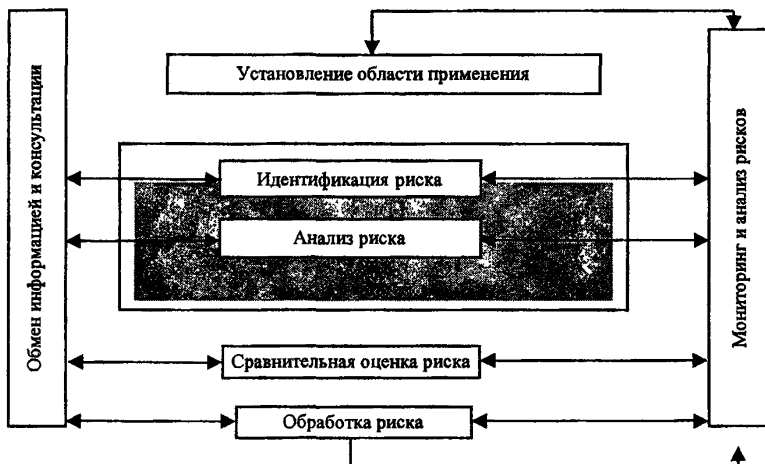 Обмен информацией и консультации
Установление области применения
Идентификация риска
Анализ риска
Сравнительная оценка риска
Обработка риска
Мониторинг и анализ рисков